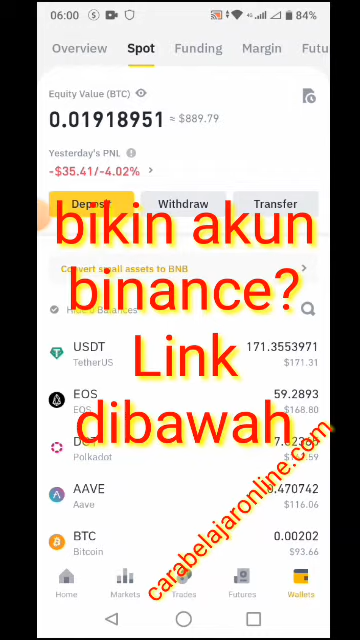 06:00 84%
Overview Spot Funding Margin Futu
Equity Value (BTC)
0.01918951 ≈ $889.79
Yesterday's PNL
-$35.41/-4.02% >
Withdraw Transfer
bikin akun
Convert small assets to BNB >
binance?
USDT 171.3553971
TetherUS $171.31
Link
EOS 59.2893
EOS $168.80
dibawah
Polkadot
carabelajaronline.com
AAVE
Aave $116.06
BTC 0.00202
Bitcoin $93.66
Home Markets Trades Futures Wallets